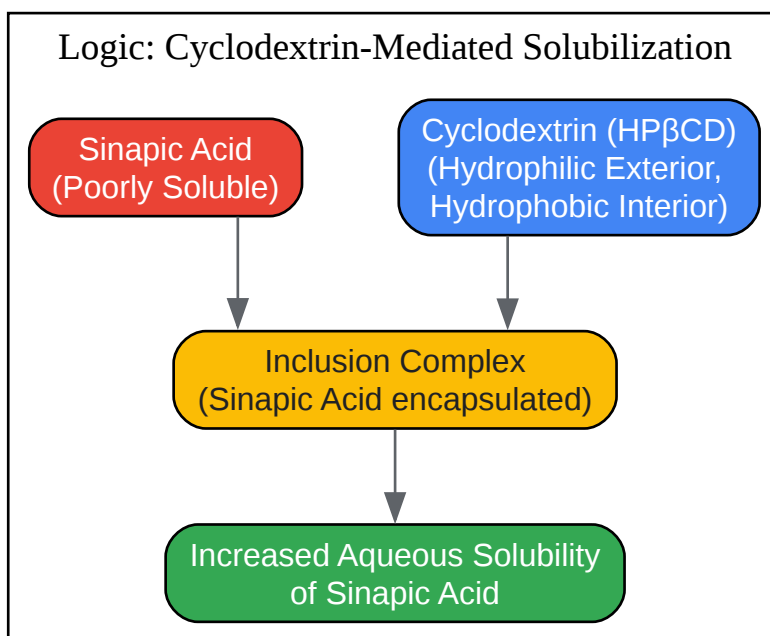 Logic: Cyclodextrin-Mediated Solubilization
Sinapic Acid
(Poorly Soluble)
Cyclodextrin (HPβCD)
(Hydrophilic Exterior,
Hydrophobic Interior)
Inclusion Complex
(Sinapic Acid encapsulated)
Increased Aqueous Solubility
of Sinapic Acid